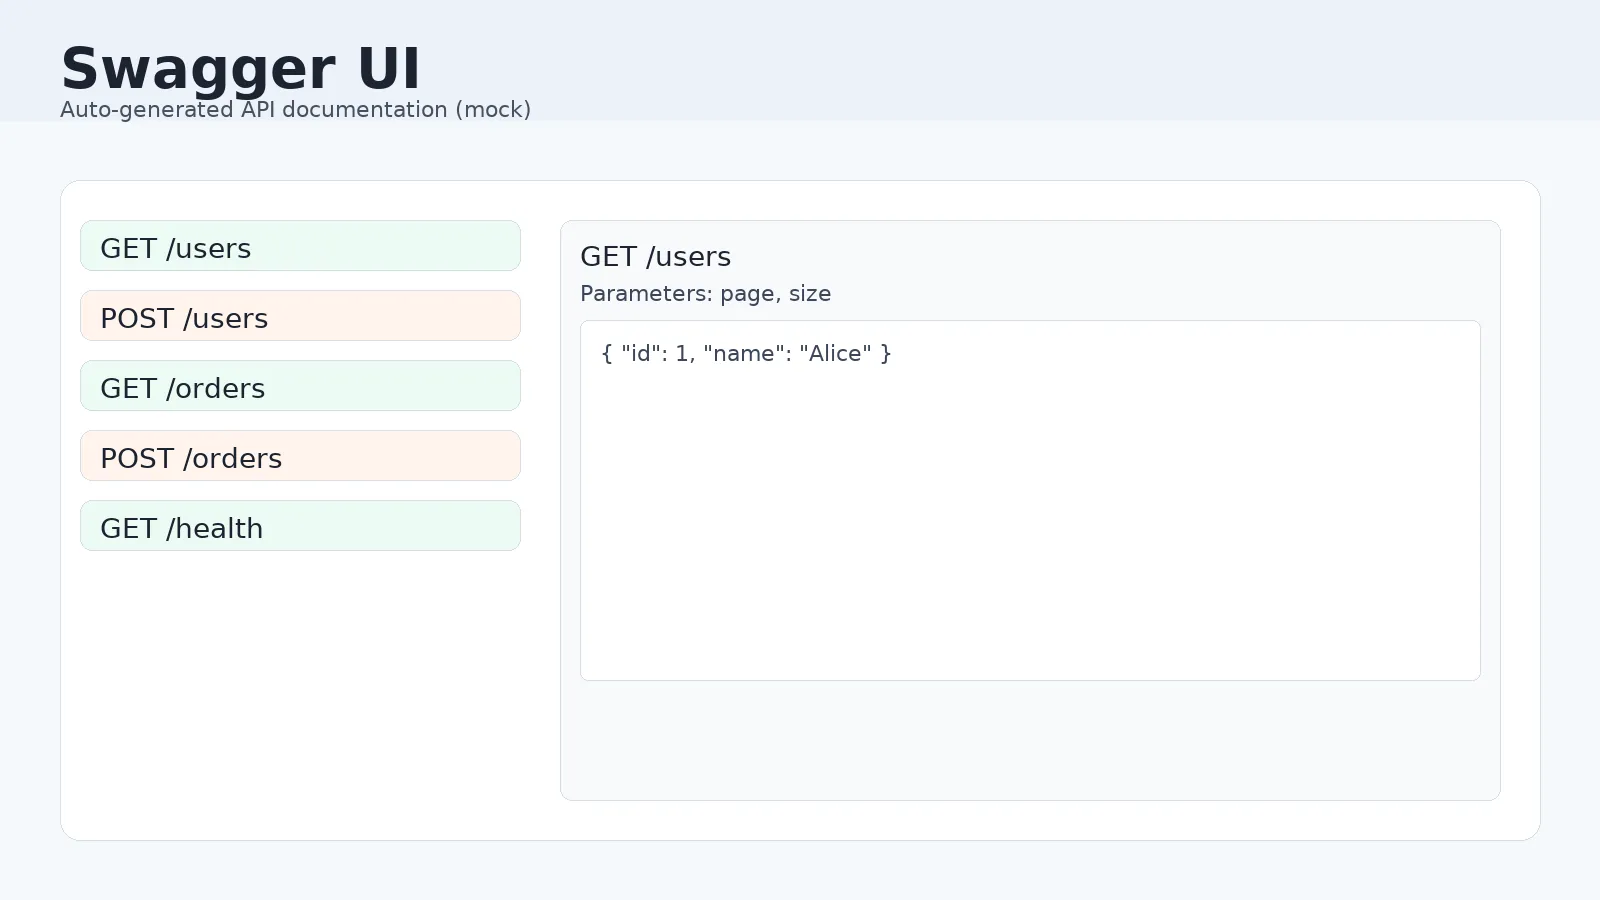 Swagger UI
Auto-generated API documentation (mock)
GET /users
POST /users
GET /orders
POST /orders
GET /health
GET /users
Parameters: page, size
{ "id": 1, "name": "Alice" }